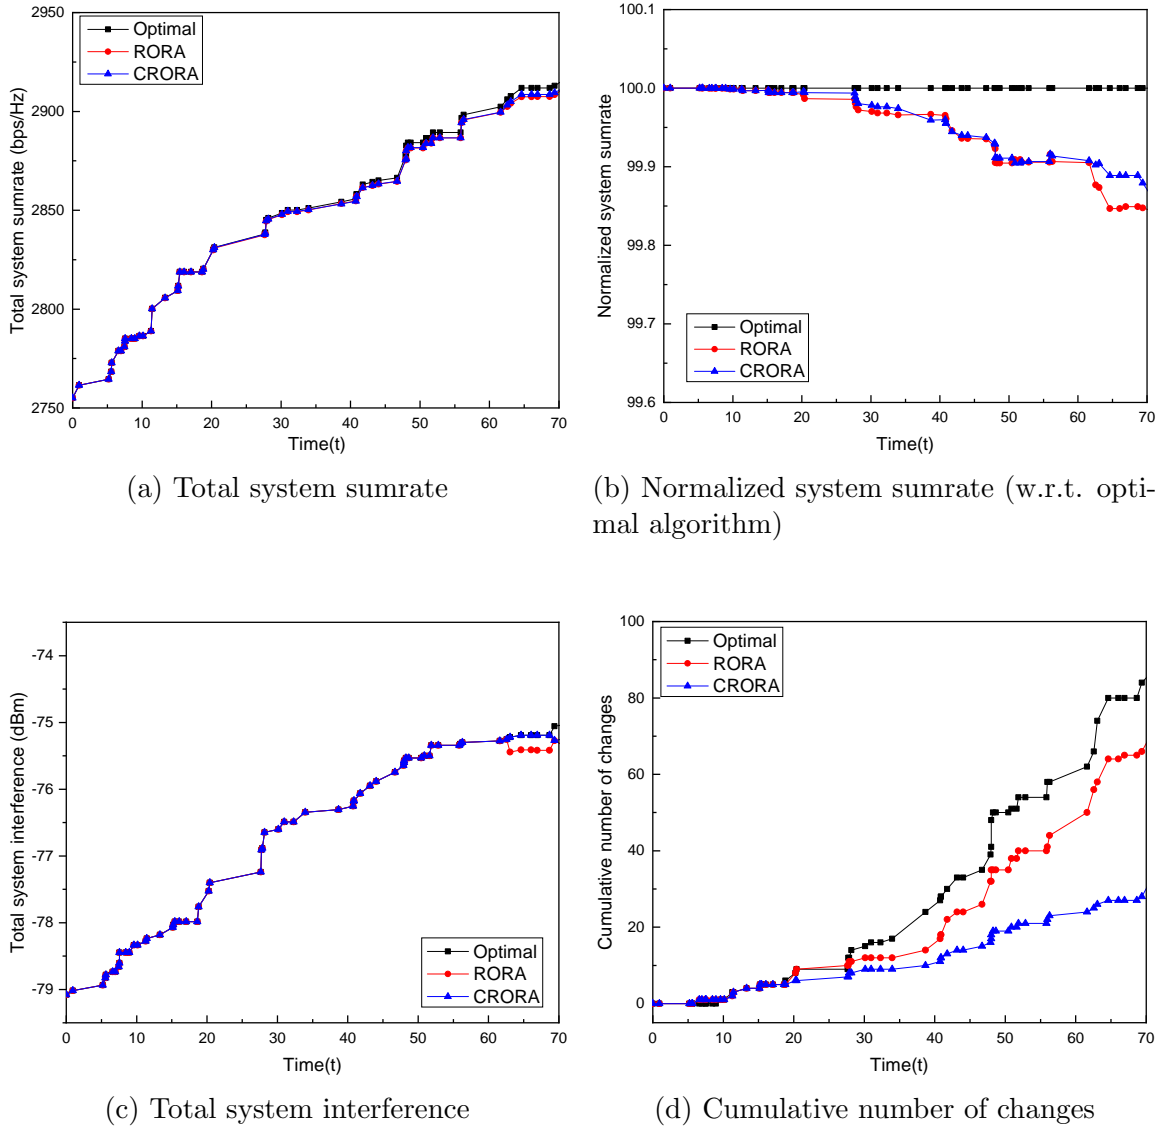 2950
2900
2850
2800
2750
Total system sumrate (bps/Hz)
Optimal
RORA
CRORA
0 10 20 30 40 50 60 70
Time(t)
(a) Total system sumrate
100.1
100.0
99.9
99.8
99.7
99.6
Normalized system sumrate
Optimal
RORA
CRORA
0 10 20 30 40 50 60 70
Time(t)
(b) Normalized system sumrate (w.r.t. opti-
mal algorithm)
-74
-75
-76
-77
-78
-79
Total system interference (dBm)
Optimal
RORA
CRORA
0 10 20 30 40 50 60 70
Time(t)
(c) Total system interference
100
80
60
40
20
0
Cumulative number of changes
Optimal
RORA
CRORA
0 10 20 30 40 50 60 70
Time(t)
(d) Cumulative number of changes